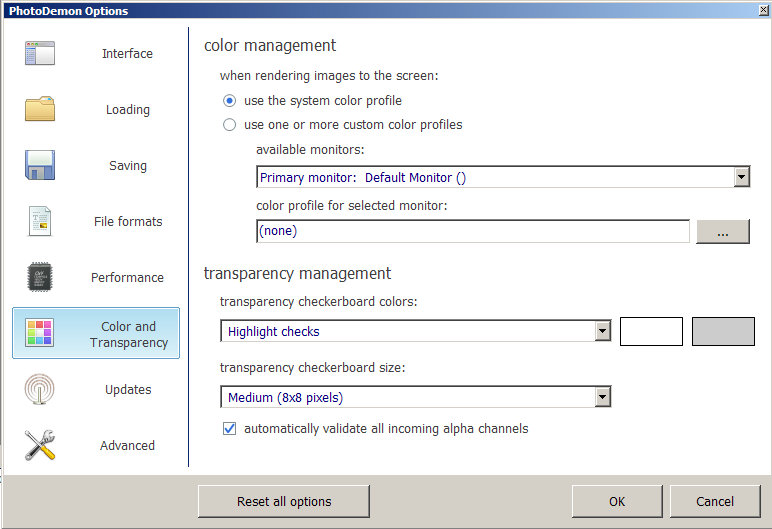 PhotoDemon Options
Interface
Loading
Saving
File formats
Performance
Color and
Transparency
Updates
Advanced
color management
when rendering images to the screen:
use the system color profile
use one or more custom color profiles
available monitors:
Primary monitor:  Default Monitor ()
color profile for selected monitor:
(none)
...
transparency management
transparency checkerboard colors:
Highlight checks
transparency checkerboard size:
Medium (8x8 pixels)
automatically validate all incoming alpha channels
Reset all options
OK
Cancel